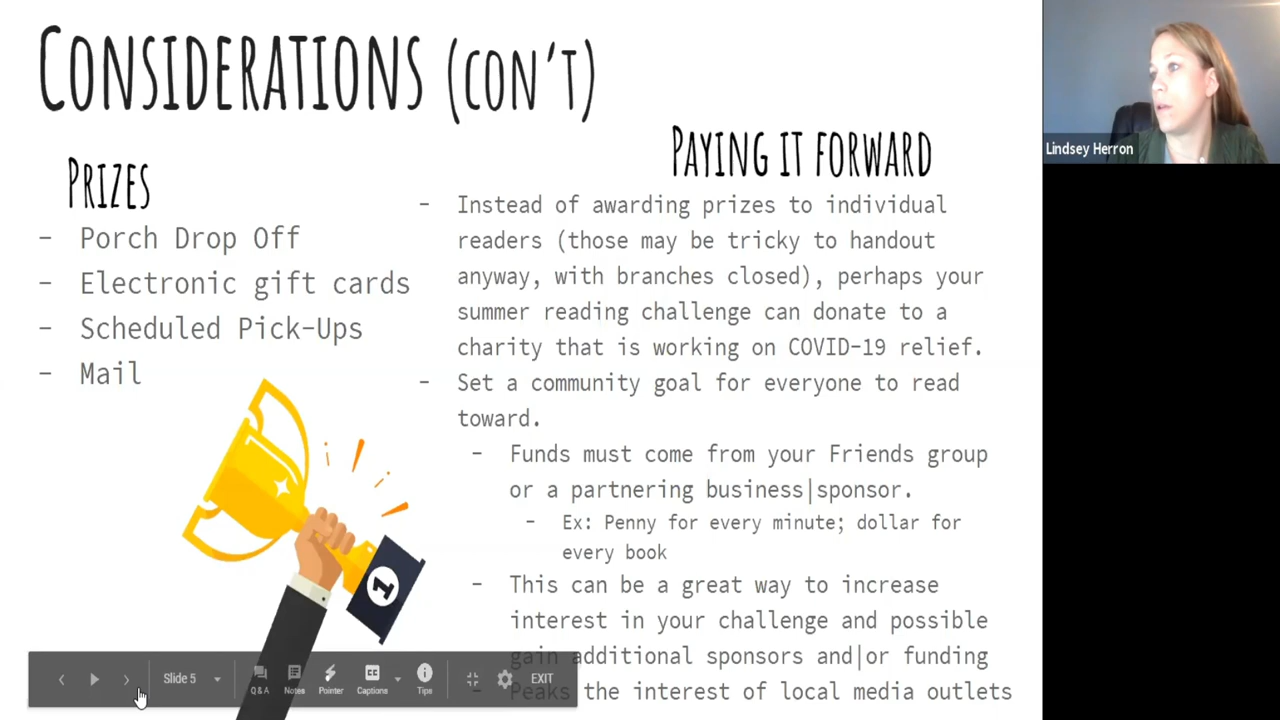 CONSIDERATIONS (CON'T)
PRIZES
- Porch Drop Off
- Electronic gift cards
- Scheduled Pick-Ups
- Mail
PAYING IT FORWARD
- Instead of awarding prizes to individual
readers (those may be tricky to handout
anyway, with branches closed), perhaps your
summer reading challenge can donate to a
charity that is working on COVID-19 relief.
- Set a community goal for everyone to read
toward.
- Funds must come from your Friends group
or a partnering business|sponsor.
- Ex: Penny for every minute; dollar for
every book
- This can be a great way to increase
interest in your challenge and possible
gain additional sponsors and|or funding
- Peaks the interest of local media outlets
1
Slide 5
Q & A
Notes
Pointer
Captions
Tips
EXIT
Lindsey Herron